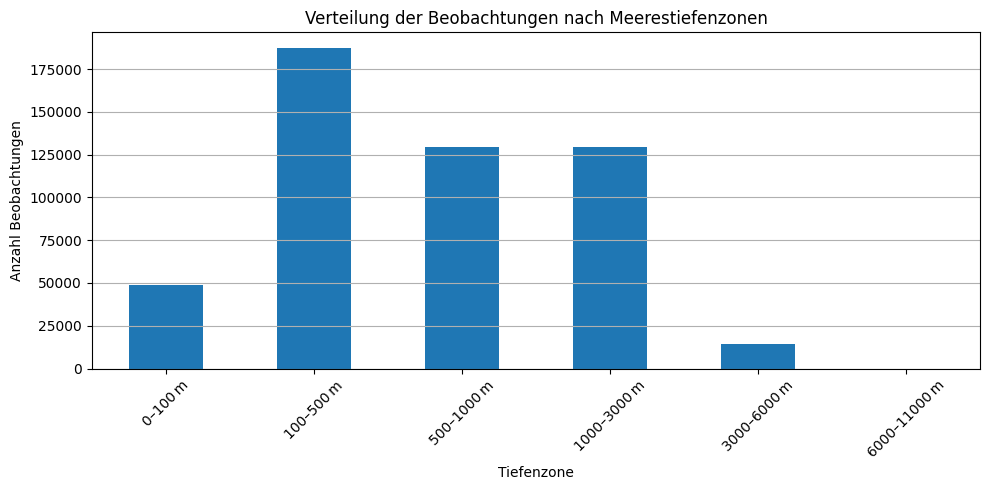 Verteilung der Beobachtungen nach Meerestiefenzonen
Anzahl Beobachtungen
175000
150000
125000
100000
75000
50000
25000
0
0–100 m
100–500 m
500–1000 m
1000–3000 m
3000–6000 m
6000–11000 m
Tiefenzone